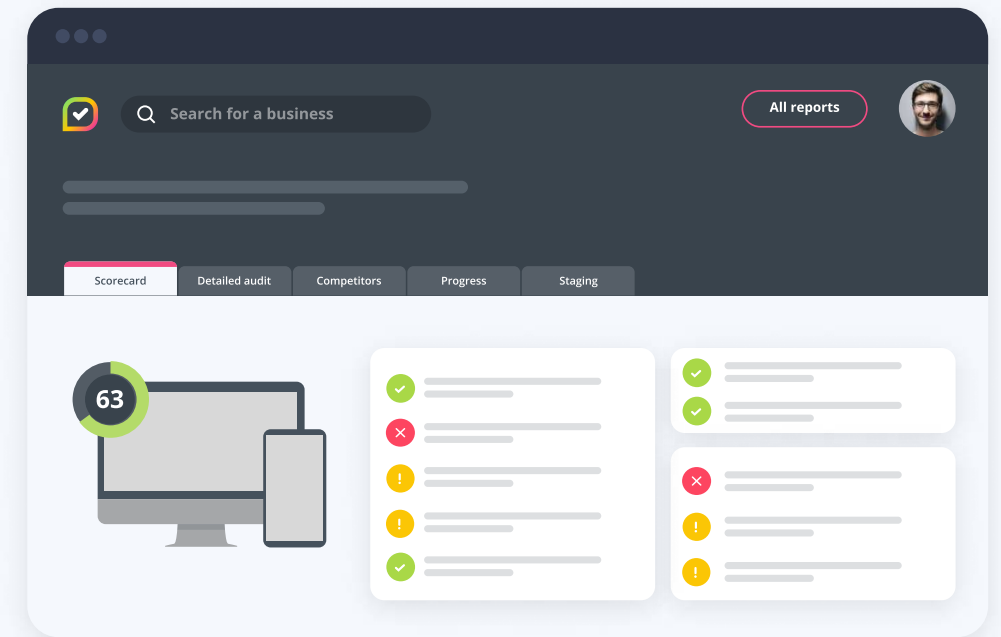 Search for a business
All reports
Scorecard
Detailed audit
Competitors
Progress
Staging
63